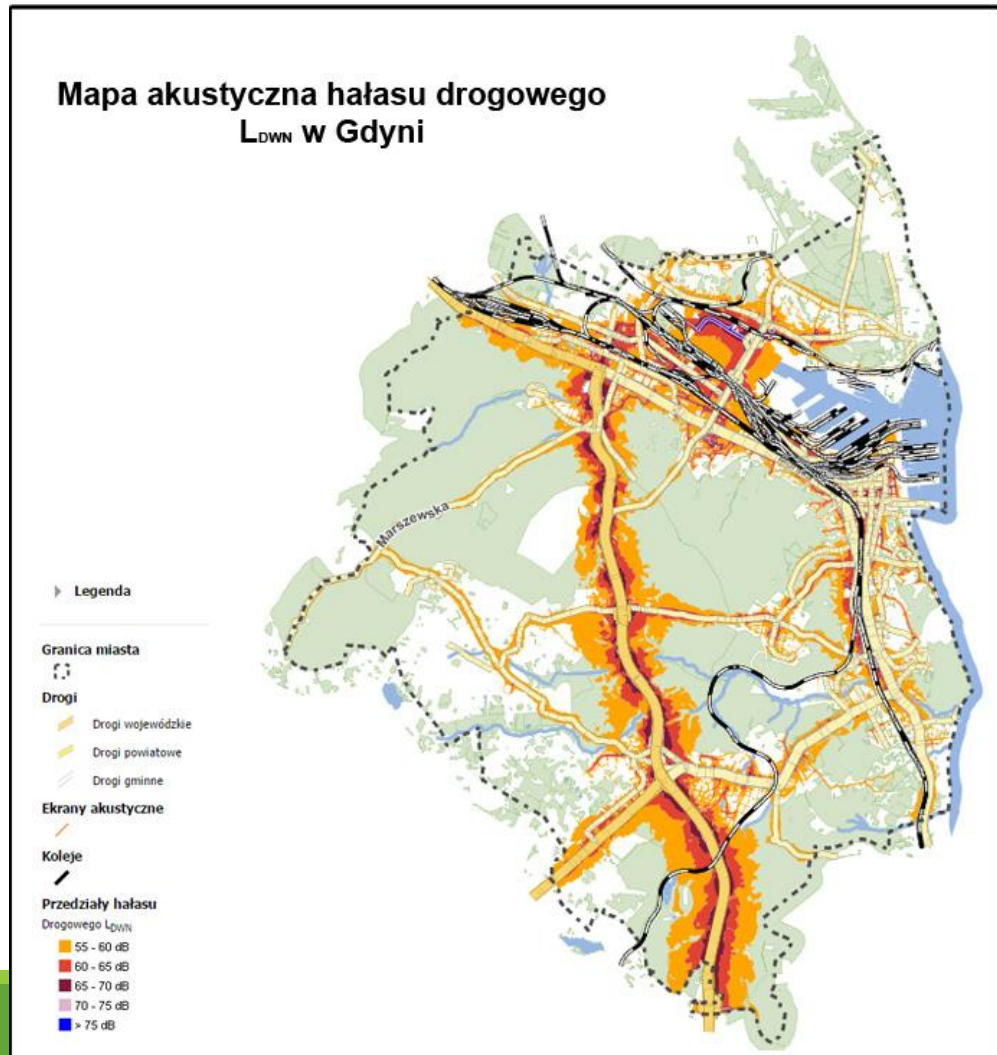 Mapa akustyczna hałasu drogowego
LDWN w Gdyni
Marszewska
Legenda
Granica miasta
Drogi
Drogi wojewódzkie
Drogi powiatowe
Drogi gminne
Ekrany akustyczne
Koleje
Przedziały hałasu
Drogowego LDWN
55 - 60 dB
60 - 65 dB
65 - 70 dB
70 - 75 dB
> 75 dB